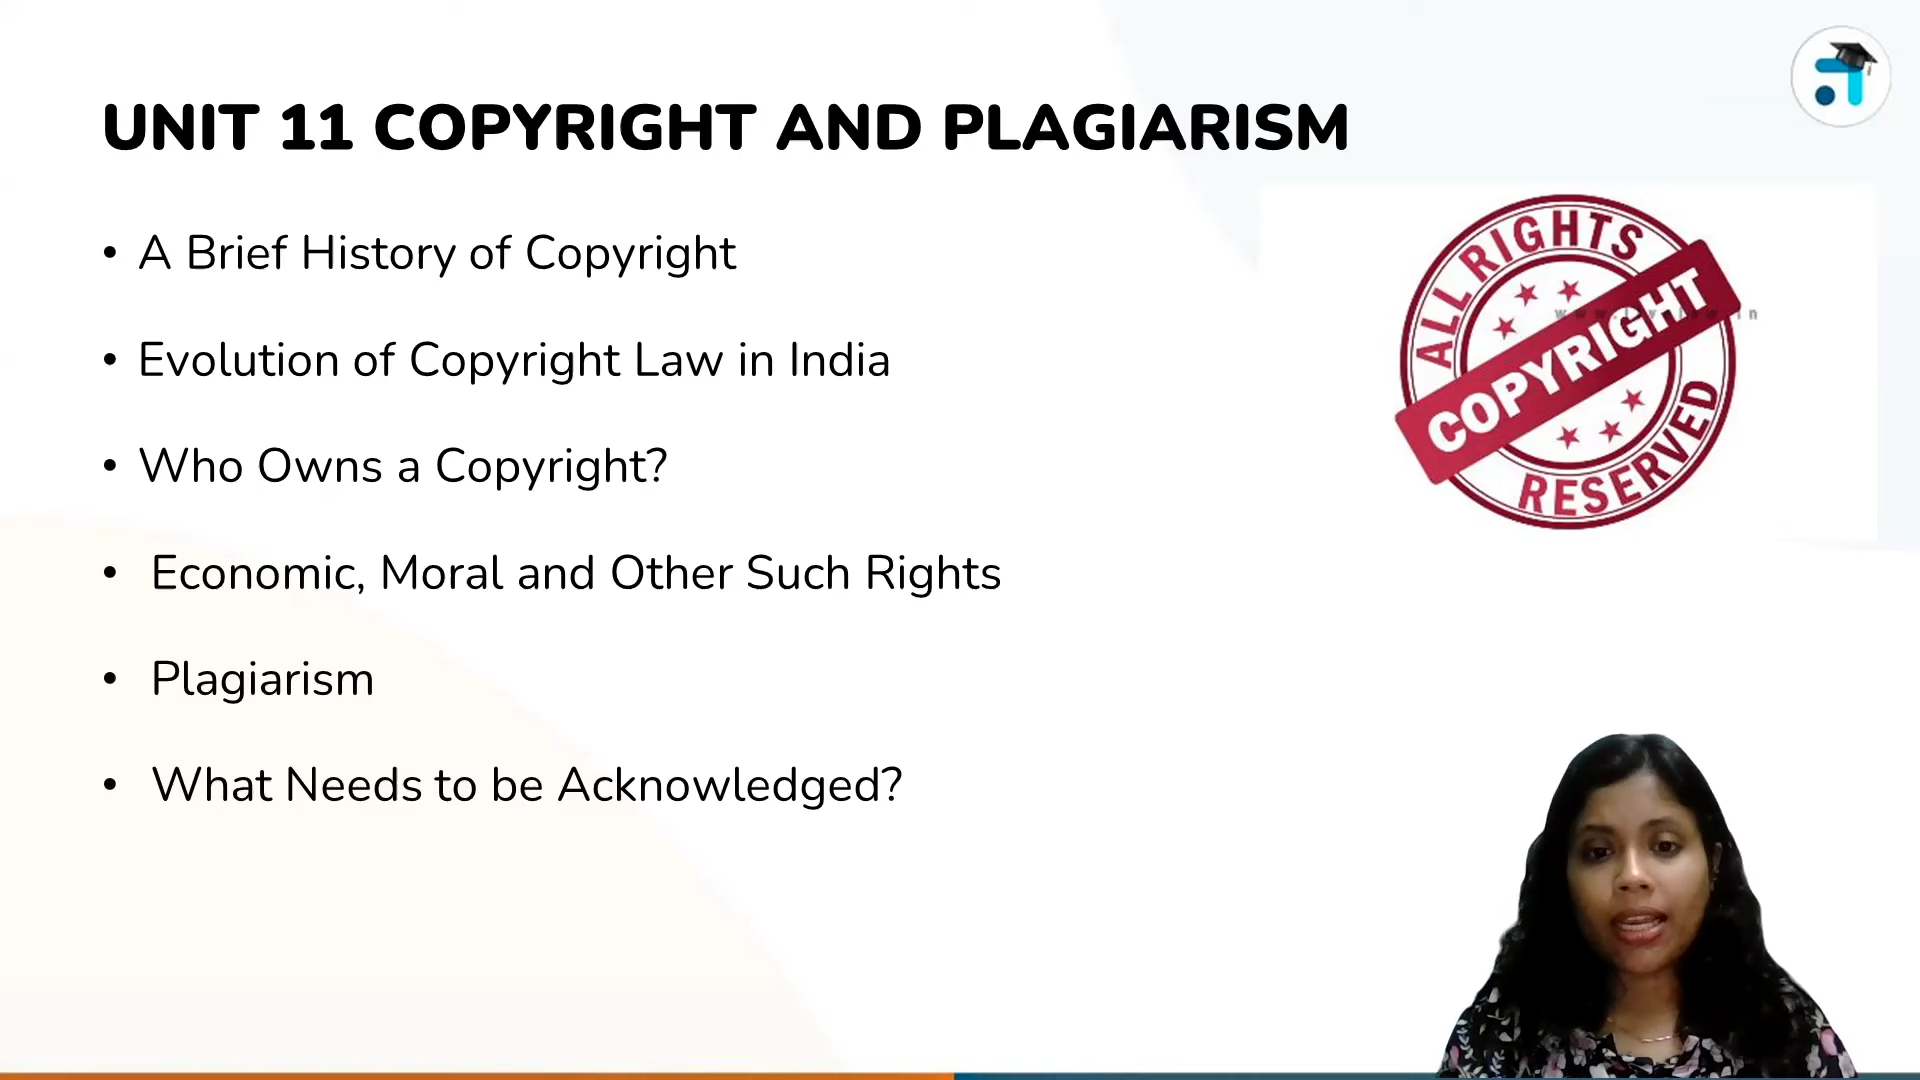 UNIT 11 COPYRIGHT AND PLAGIARISM
• A Brief History of Copyright
• Evolution of Copyright Law in India
• Who Owns a Copyright?
• Economic, Moral and Other Such Rights
• Plagiarism
• What Needs to be Acknowledged?
ALL RIGHTS
COPYRIGHT
RESERVED